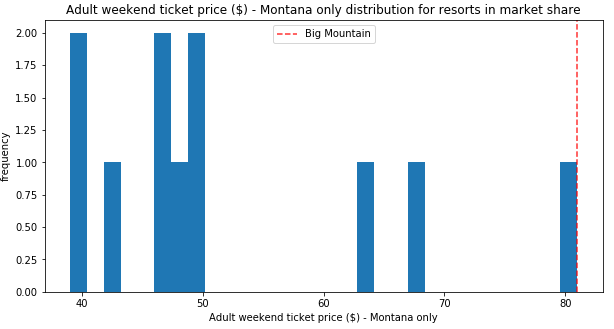 Adult weekend ticket price ($) - Montana only distribution for resorts in market share
Big Mountain
frequency
2.00
1.75
1.50
1.25
1.00
0.75
0.50
0.25
0.00
40 50 60 70 80
Adult weekend ticket price ($) - Montana only